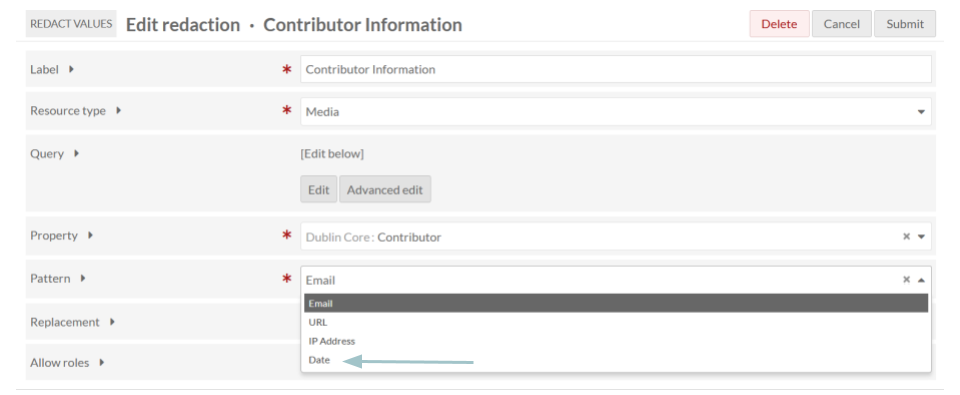 REDACT VALUES Edit redaction · Contributor Information Delete Cancel Submit
Label * Contributor Information
Resource type * Media
Query [Edit below]
Edit Advanced edit
Property * Dublin Core : Contributor
Pattern * Email
Email
URL
Replacement
IP Address
Date
Allow roles